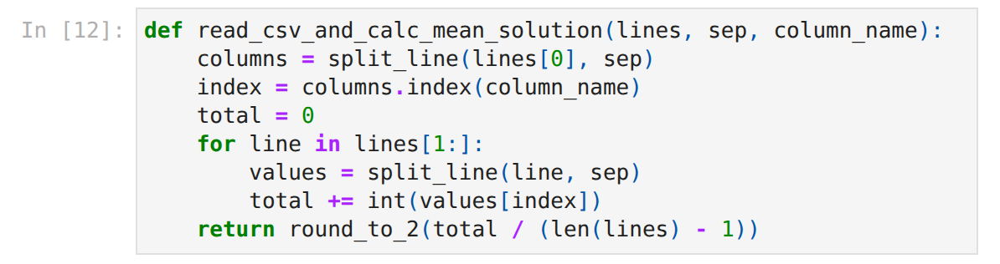 In [12]: def read_csv_and_calc_mean_solution(lines, sep, column_name):
    columns = split_line(lines[0], sep)
    index = columns.index(column_name)
    total = 0
    for line in lines[1:]:
        values = split_line(line, sep)
        total += int(values[index])
    return round_to_2(total / (len(lines) - 1))